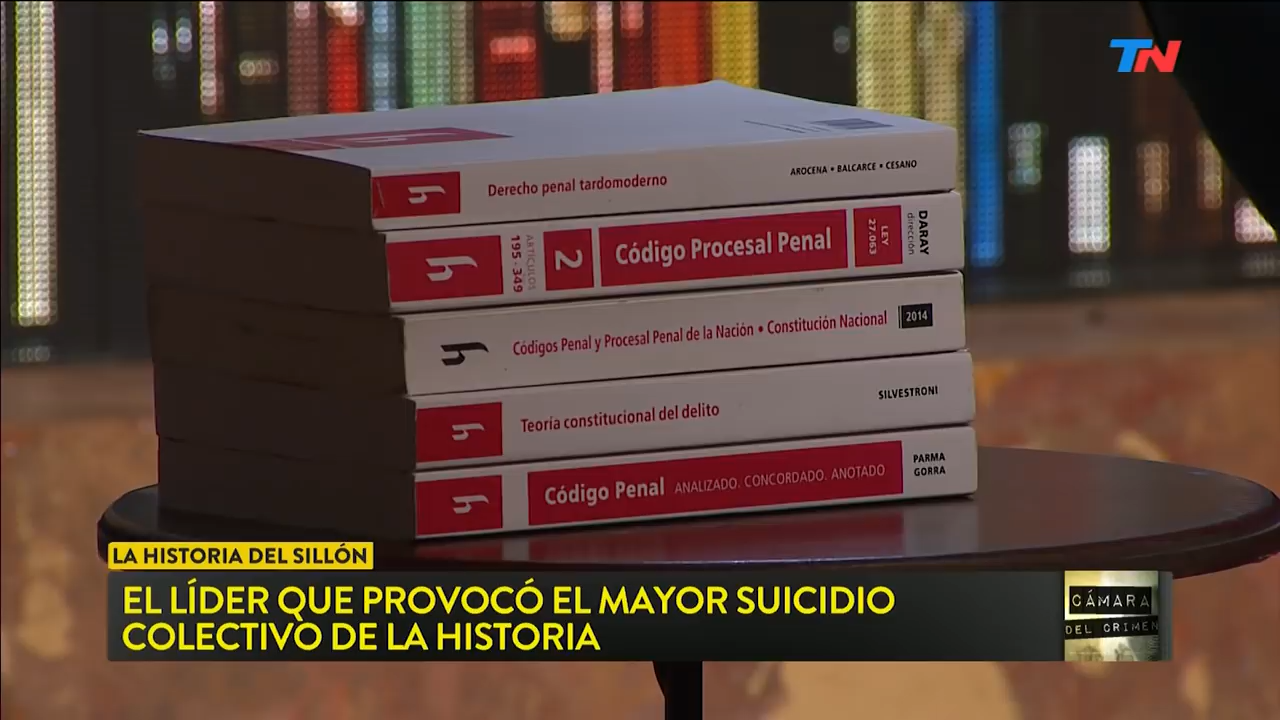 TN
h
Derecho penal tardomoderno
AROCENA • BALCARCE • CESANO
h
ARTÍCULOS
195 - 349
2
Código Procesal Penal
LEY
27.063
DARAY
dirección
h
Códigos Penal y Procesal Penal de la Nación • Constitución Nacional
2014
h
Teoría constitucional del delito
SILVESTRONI
h
Código Penal ANALIZADO. CONCORDADO. ANOTADO
PARMA
GORRA
LA HISTORIA DEL SILLÓN
EL LÍDER QUE PROVOCÓ EL MAYOR SUICIDIO
COLECTIVO DE LA HISTORIA
CÁMARA
DEL CRIMEN